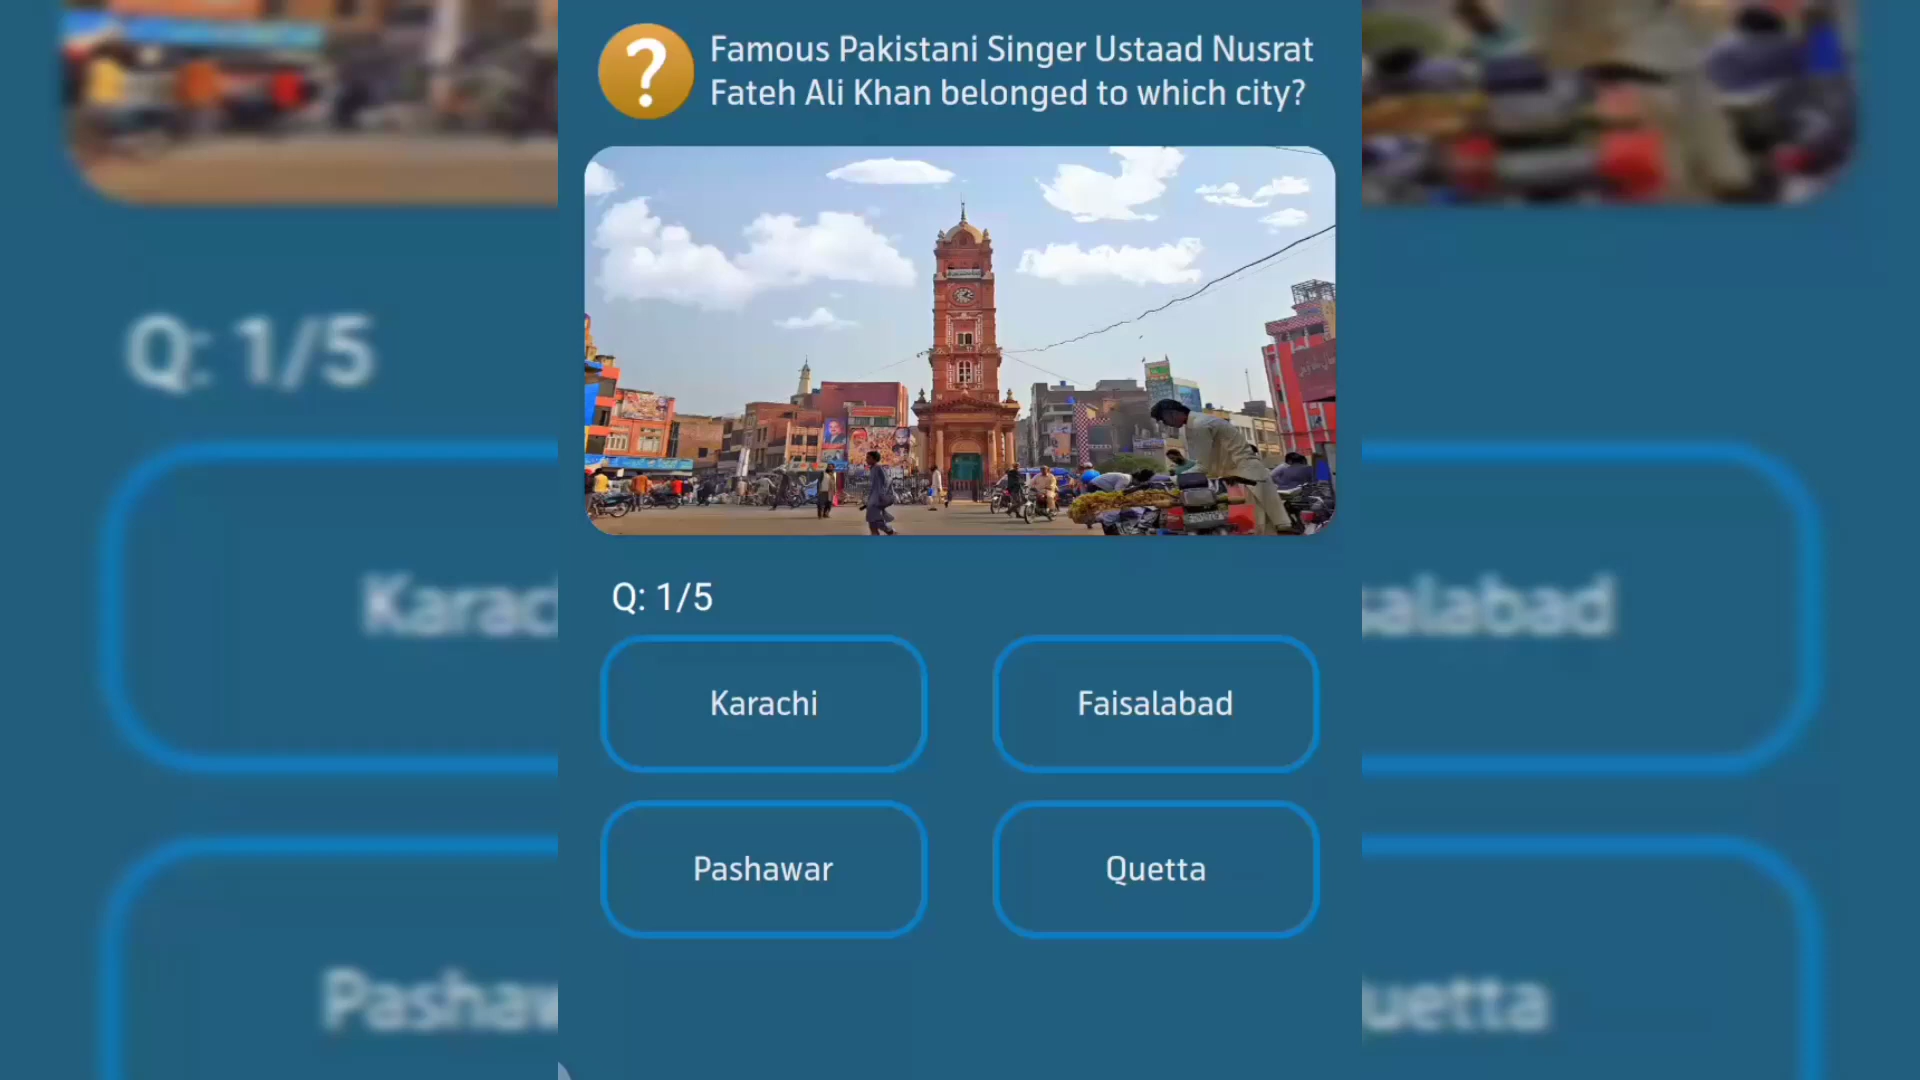 Famous Pakistani Singer Ustaad Nusrat
Fateh Ali Khan belonged to which city?
Q: 1/5
Karachi
Faisalabad
Pashawar
Quetta
Q: 1/5
Karac
salabad
Pashaw
uetta